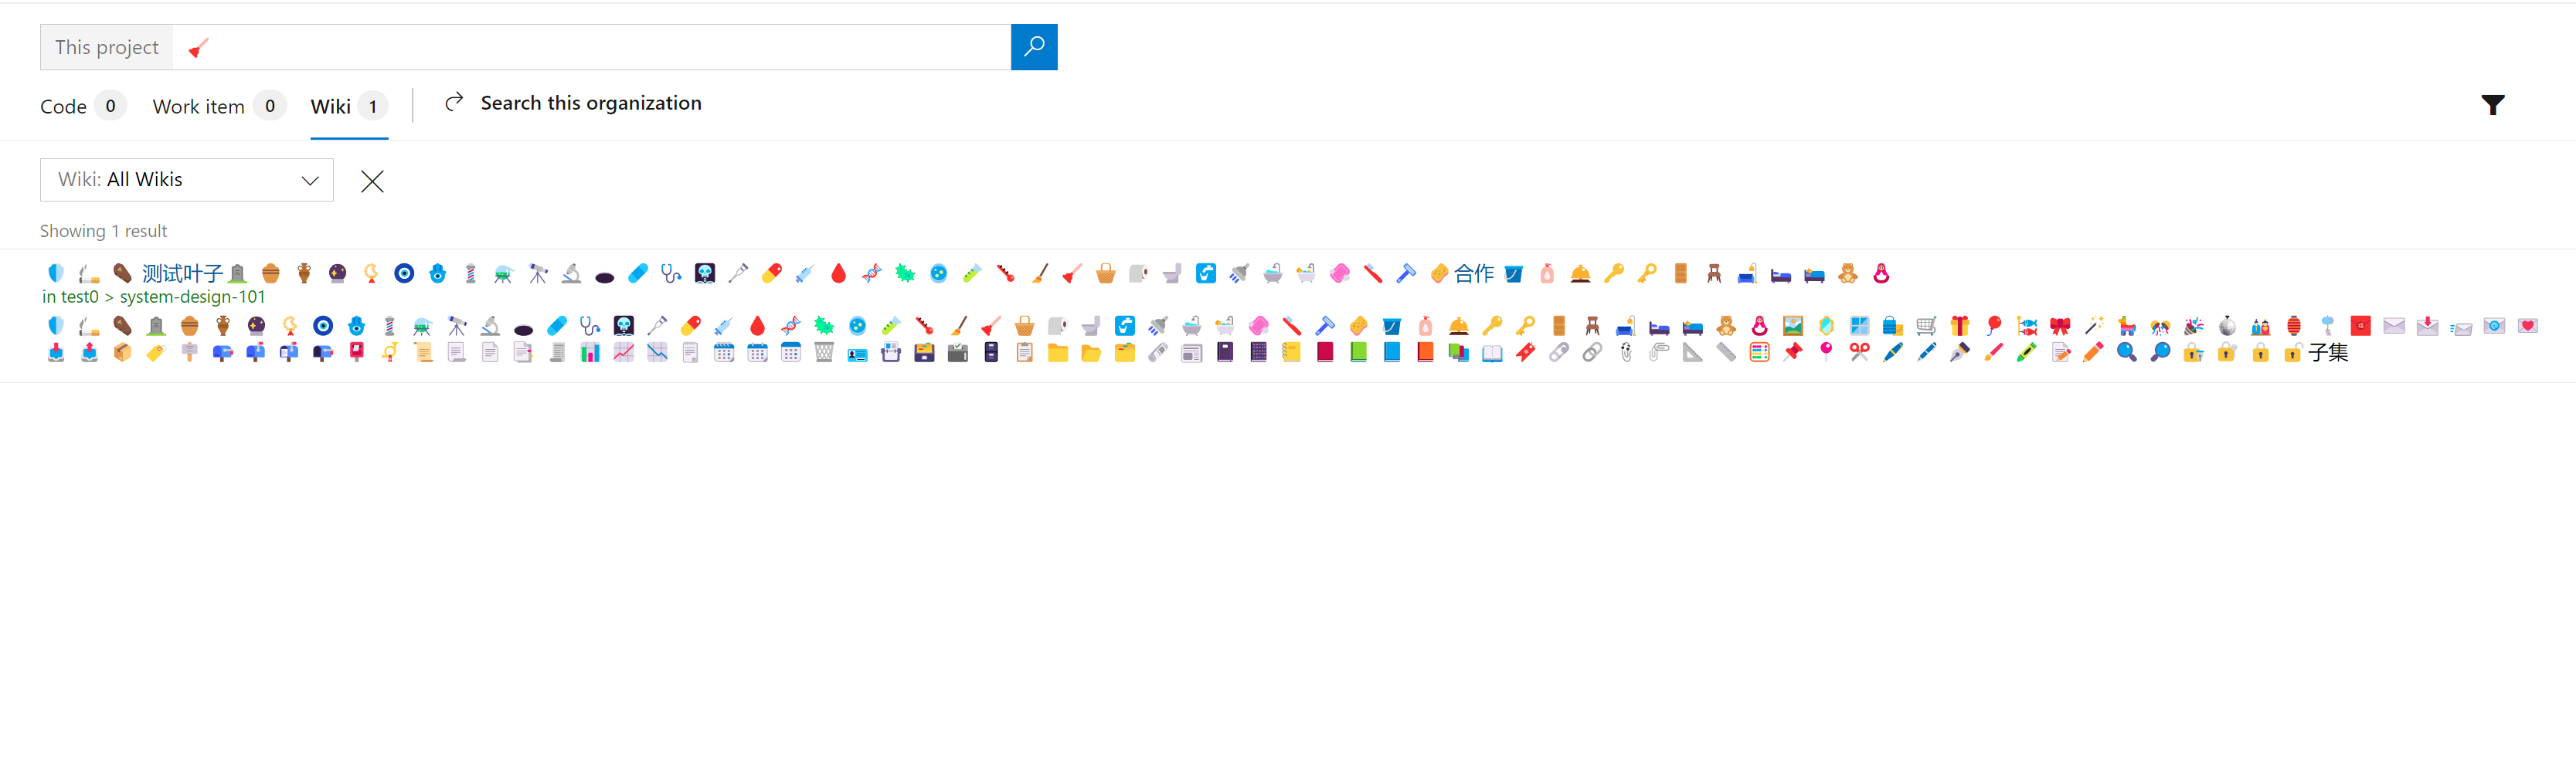 This project 🪠
Code 0 Work item 0 Wiki 1 Search this organization
Wiki: All Wikis
Showing 1 result
🛡️ 🚬 ⚰️ 测试叶子 🪦 ⚱️ 🏺 🔮 📿 🧿 🪬 💈 ⚗️ 🔭 🔬 🕳️ 🩹 🩺 🩻 🩼 💊 💉 🩸 🧬 🦠 🧫 🧪 🌡️ 🧹 🪠 🧺 🧻 🚽 🚰 🚿 🛁 🛀 🧼 🪥 🪒 🧽 合作 🪣 🧴 🛎️ 🔑 🗝️ 🚪 🪑 🛋️ 🛏️ 🛌 🧸 🪆
in test0 > system-design-101
🛡️ 🚬 ⚰️ 🪦 ⚱️ 🏺 🔮 📿 🧿 🪬 💈 ⚗️ 🔭 🔬 🕳️ 🩹 🩺 🩻 🩼 💊 💉 🩸 🧬 🦠 🧫 🧪 🌡️ 🧹 🪠 🧺 🧻 🚽 🚰 🚿 🛁 🛀 🧼 🪥 🪒 🧽 🪣 🧴 🛎️ 🔑 🗝️ 🚪 🪑 🛋️ 🛏️ 🛌 🧸 🪆 🖼️ 🪞 🪟 🛍️ 🛒 🎁 🎈 🎏 🎀 🪄 🪅 🎊 🎉 🪩 🎎 🏮 🎐 🧧 ✉️ 📩 📨 📧 💌
📥 📤 📦 🏷️ 🪧 📪 📫 📬 📭 📮 📯 📜 📃 📄 📑 🧾 📊 📈 📉 🗒️ 🗓️ 📆 📅 🗑️ 📇 🗳️ 🗃️ 🗄️ 📋 📁 📂 🗂️ 🗞️ 📰 📓 📔 📒 📕 📗 📘 📙 📚 📖 🔖 🧷 🔗 📎 🖇️ 📐 📏 🧮 📌 📍 ✂️ 🖊️ 🖋️ ✒️ 🖌️ 🖍️ 📝 ✏️ 🔍 🔎 🔏 🔐 🔒 🔓 子集